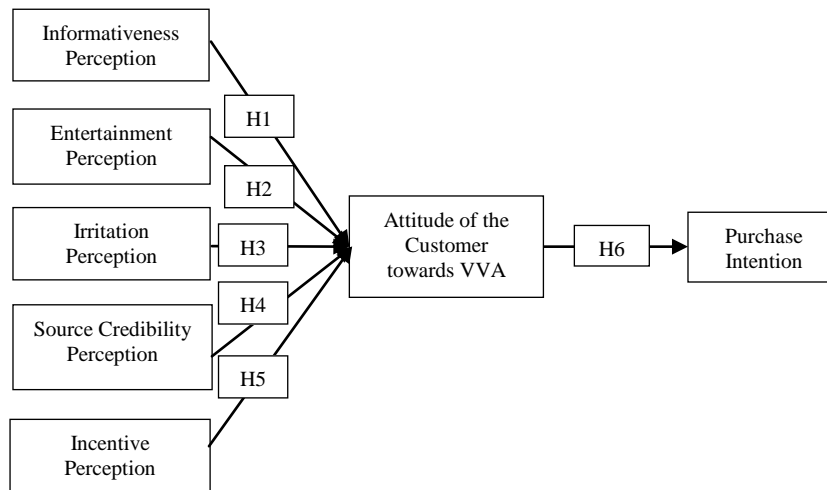 Informativeness
Perception
H1
Entertainment
Perception
H2
Irritation
Perception
H3
Source Credibility
Perception
H4
Incentive
Perception
H5
Attitude of the
Customer
towards VVA
H6
Purchase
Intention